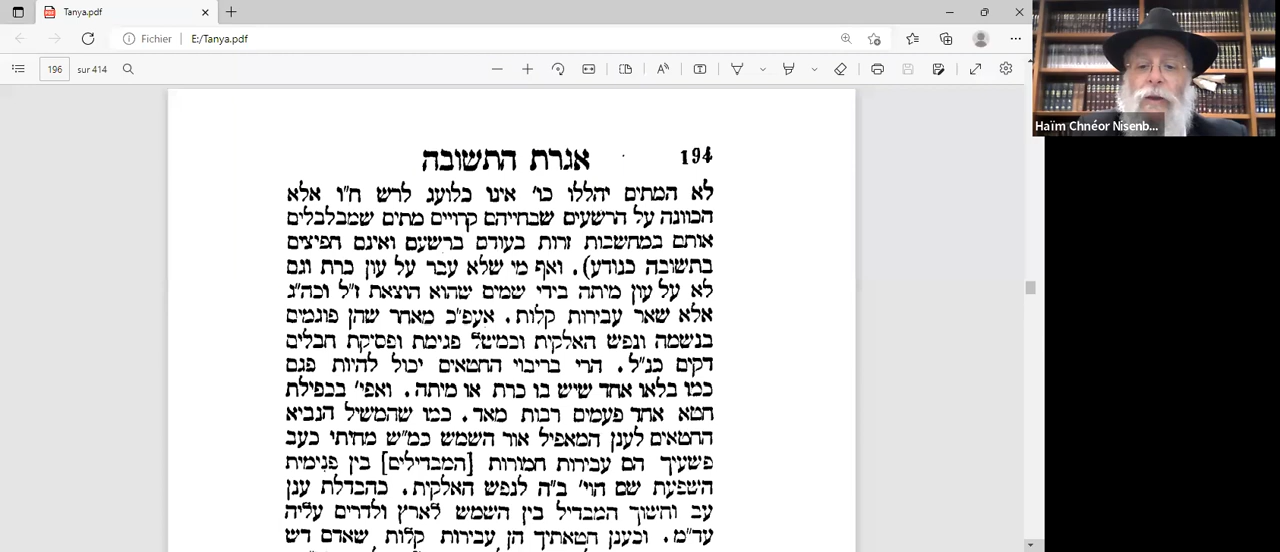 Tanya.pdf
Fichier
E:/Tanya.pdf
196 sur 414
Haïm Chnéor Nisenb...
194 אגרת התשובה
לא המתים יהללו כו' אינו כלועג לרש ח"ו אלא
הכוונה על הרשעים שבחייהם קרויים מתים שמבלבלים
אותם במחשבות זרות בעודם ברשעם ואינם חפיצים
בתשובה כנודע). ואף מי שלא עבר על עון כרת וגם
לא על עון מיתה בידי שמים שהוא הוצאת ז"ל וכה"ג
אלא שאר עבירות קלות. אעפ"כ מאחר שהן פוגמים
בנשמה ונפש האלקית וכמשל פגימת ופסיקת חבלים
דקים כנ"ל. הרי בריבוי החטאים יכול להיות פגם
כמו בלאו אחד שיש בו כרת או מיתה. ואפי' בכפילת
חטא אחד פעמים רבות מאד. כמו שהמשיל הנביא
החטאים לענן המאפיל אור השמש כמ"ש מחיתי כעב
פשעיך הם עבירות חמורות [המבדילים] בין פנימית
השפעת שם הוי' ב"ה לנפש האלקית. כהבדלת ענן
עב וחשוך המבדיל בין השמש לארץ ולדרים עליה
עד"מ. וכענן חטאתיך הן עבירות קלות שאדם דש